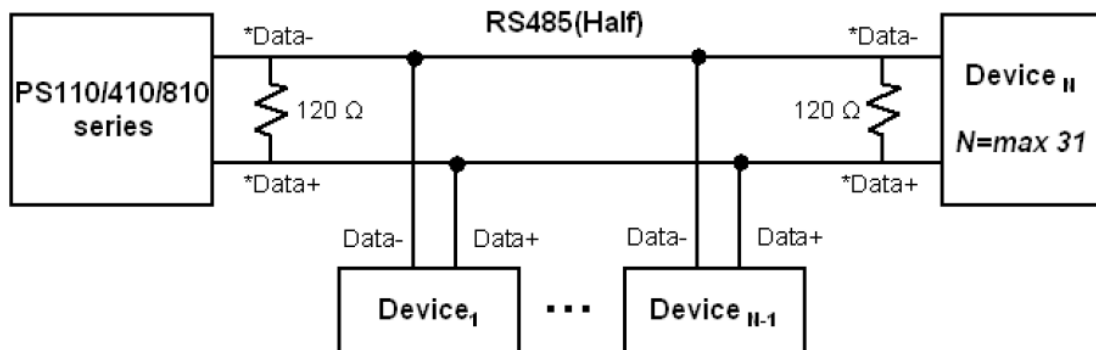 RS485(Half)
*Data-
*Data-
PS110/410/810
series
120 Ω
120 Ω
Device N
N=max 31
*Data+
*Data+
Data-
Data+
Data-
Data+
Device1
...
Device N-1